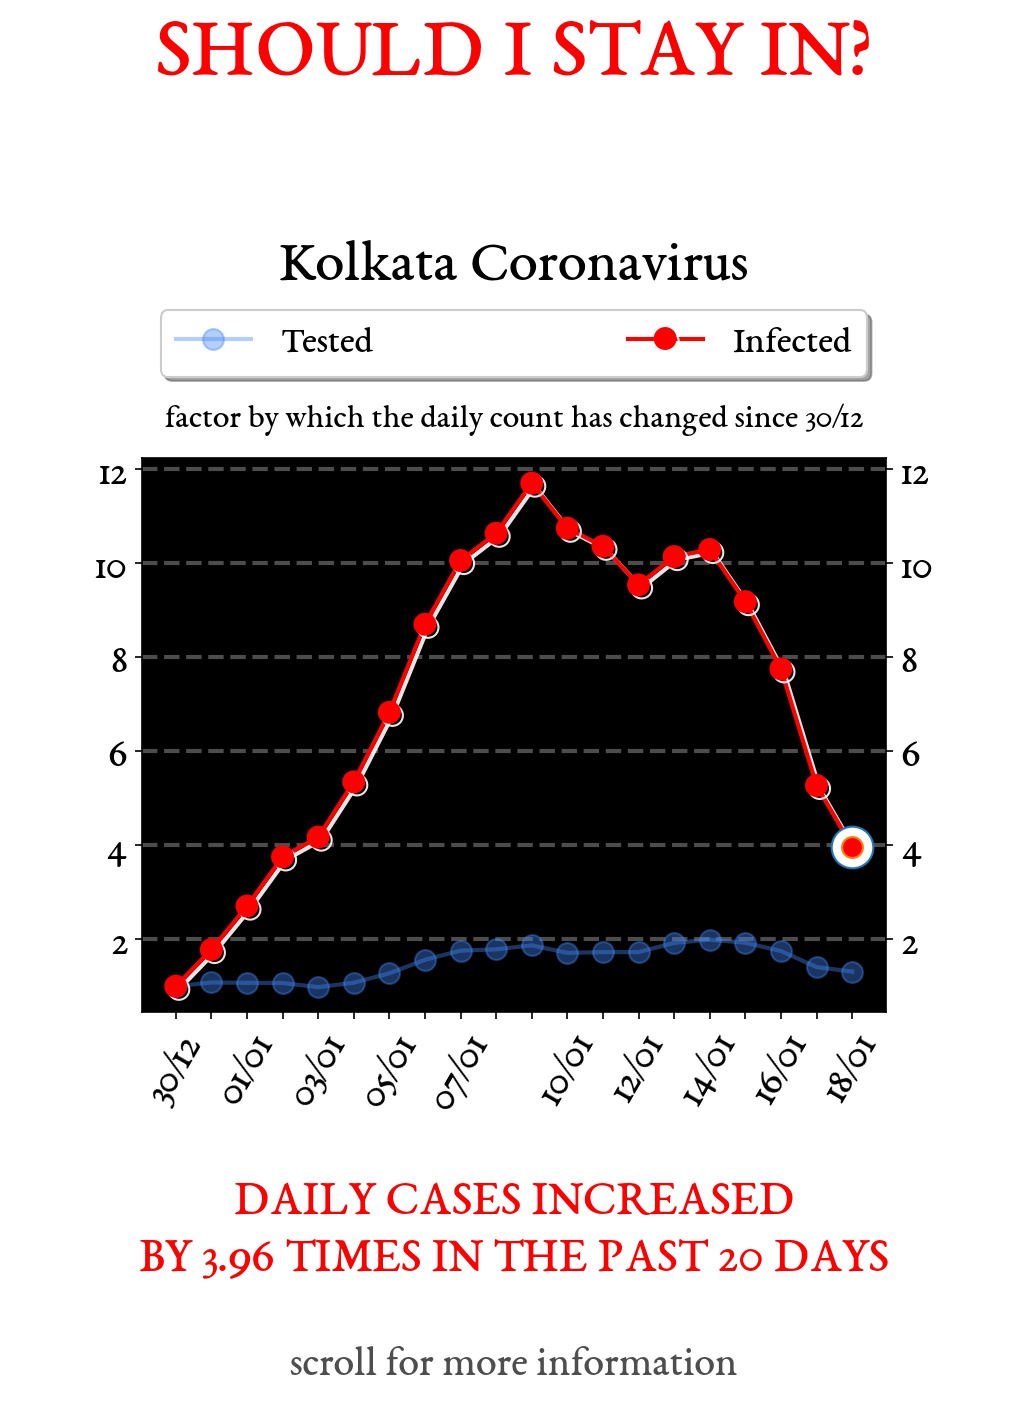 SHOULD I STAY IN?
Kolkata Coronavirus
Tested Infected
factor by which the daily count has changed since 30/12
12 12
10 10
8 8
6 6
4 4
2 2
30/12 01/01 03/01 05/01 07/01 10/01 12/01 14/01 16/01 18/01
DAILY CASES INCREASED
BY 3.96 TIMES IN THE PAST 20 DAYS
scroll for more information